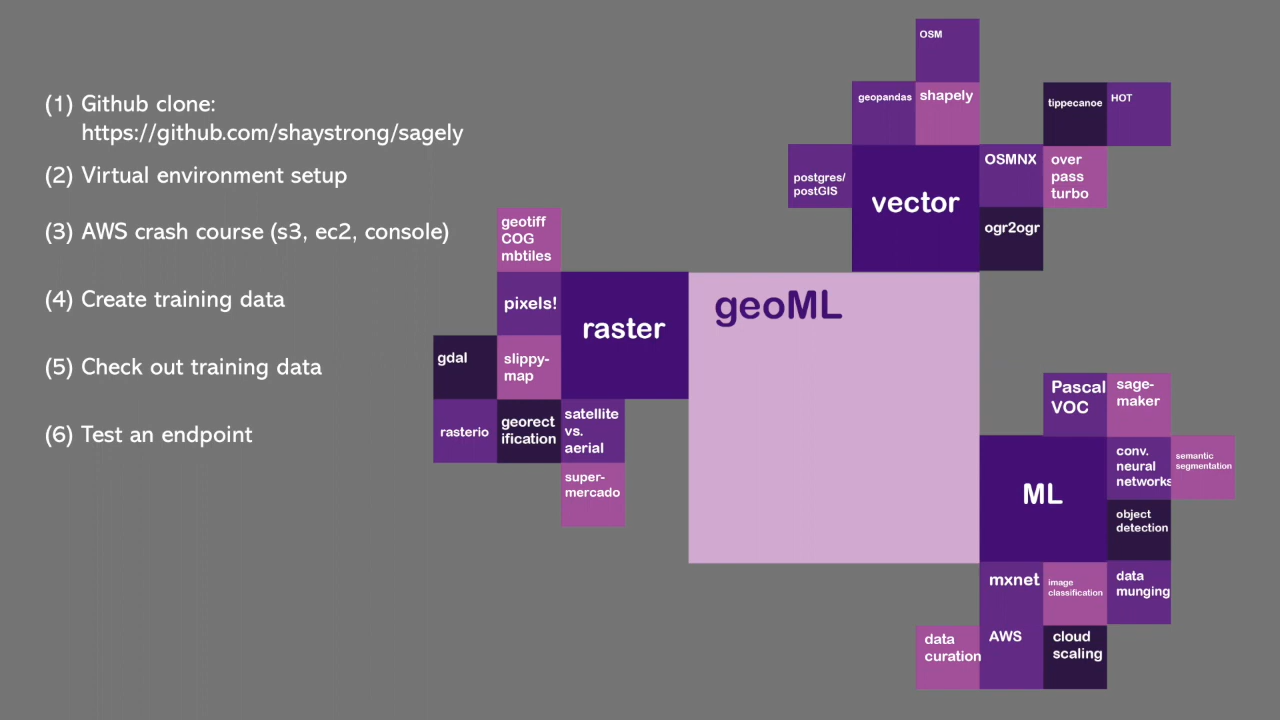 (1) Github clone:
https://github.com/shaystrong/sagely
(2) Virtual environment setup
(3) AWS crash course (s3, ec2, console)
(4) Create training data
(5) Check out training data
(6) Test an endpoint
geotiff
COG
mbtiles
pixels!
raster
gdal
slippy-
map
rasterio
georect
ification
satellite
vs.
aerial
super-
mercado
geoML
OSM
geopandas
shapely
postgres/
postGIS
vector
OSMNX
ogr2ogr
tippecanoe
HOT
over
pass
turbo
Pascal
VOC
sage-
maker
ML
conv.
neural
networks
semantic
segmentation
object
detection
mxnet
image
classification
data
munging
data
curation
AWS
cloud
scaling